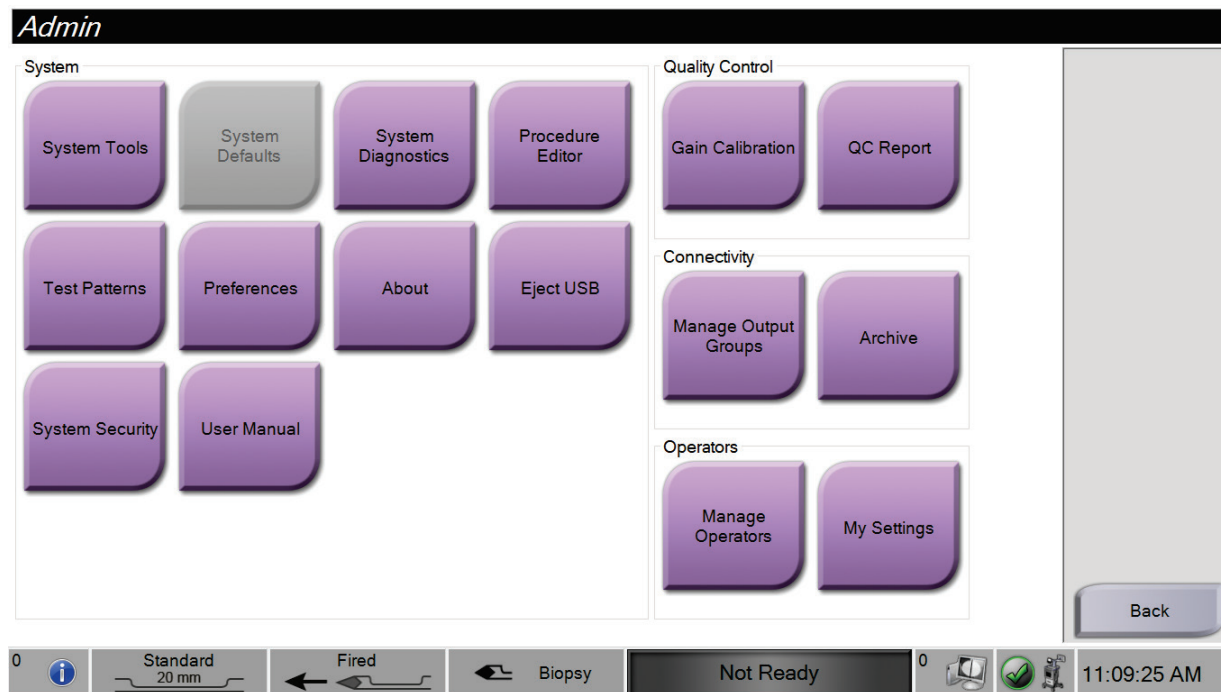 Admin
System
System Tools
System
Defaults
System
Diagnostics
Procedure
Editor
Test Patterns
Preferences
About
Eject USB
System Security
User Manual
Quality Control
Gain Calibration
QC Report
Connectivity
Manage Output
Groups
Archive
Operators
Manage
Operators
My Settings
Back
0
Standard
20 mm
Fired
Biopsy
Not Ready
0
11:09:25 AM